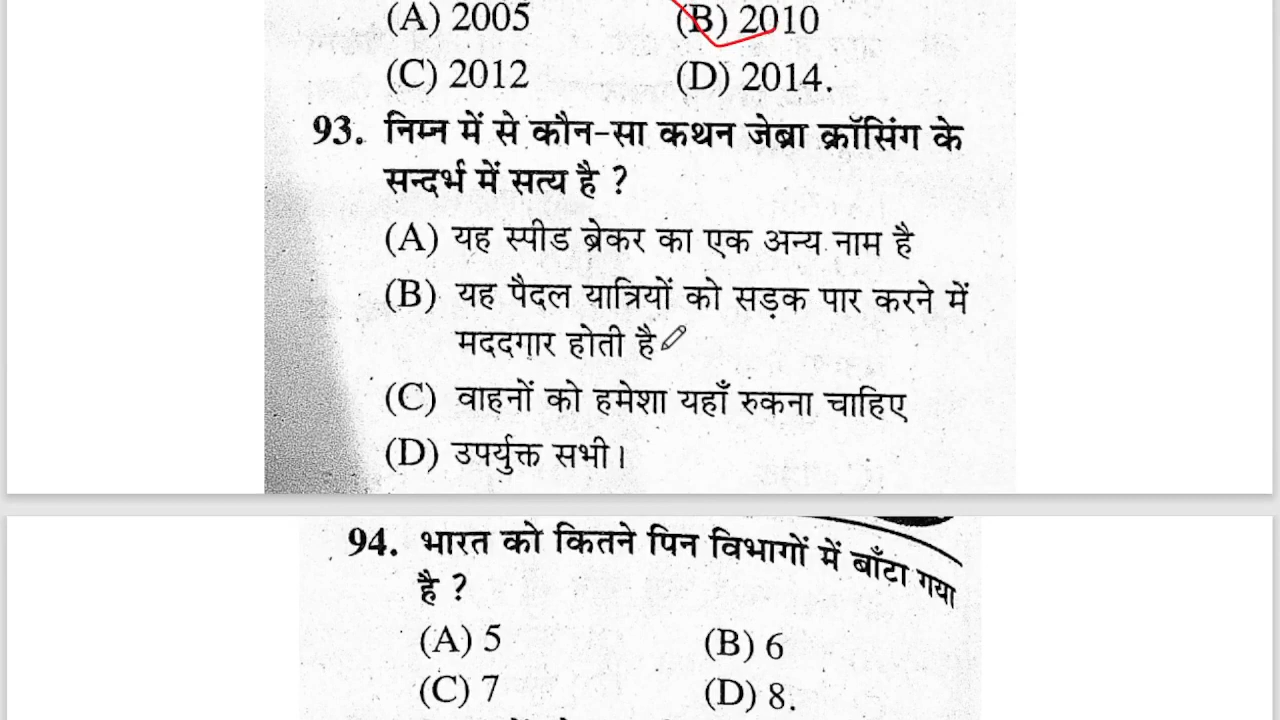 (A) 2005 (B) 2010
(C) 2012 (D) 2014.
93. निम्न में से कौन-सा कथन जेब्रा क्रॉसिंग के
सन्दर्भ में सत्य है ?
(A) यह स्पीड ब्रेकर का एक अन्य नाम है
(B) यह पैदल यात्रियों को सड़क पार करने में
मददगार होती है
(C) वाहनों को हमेशा यहाँ रुकना चाहिए
(D) उपर्युक्त सभी।
94. भारत को कितने पिन विभागों में बाँटा गया
है ?
(A) 5 (B) 6
(C) 7 (D) 8.